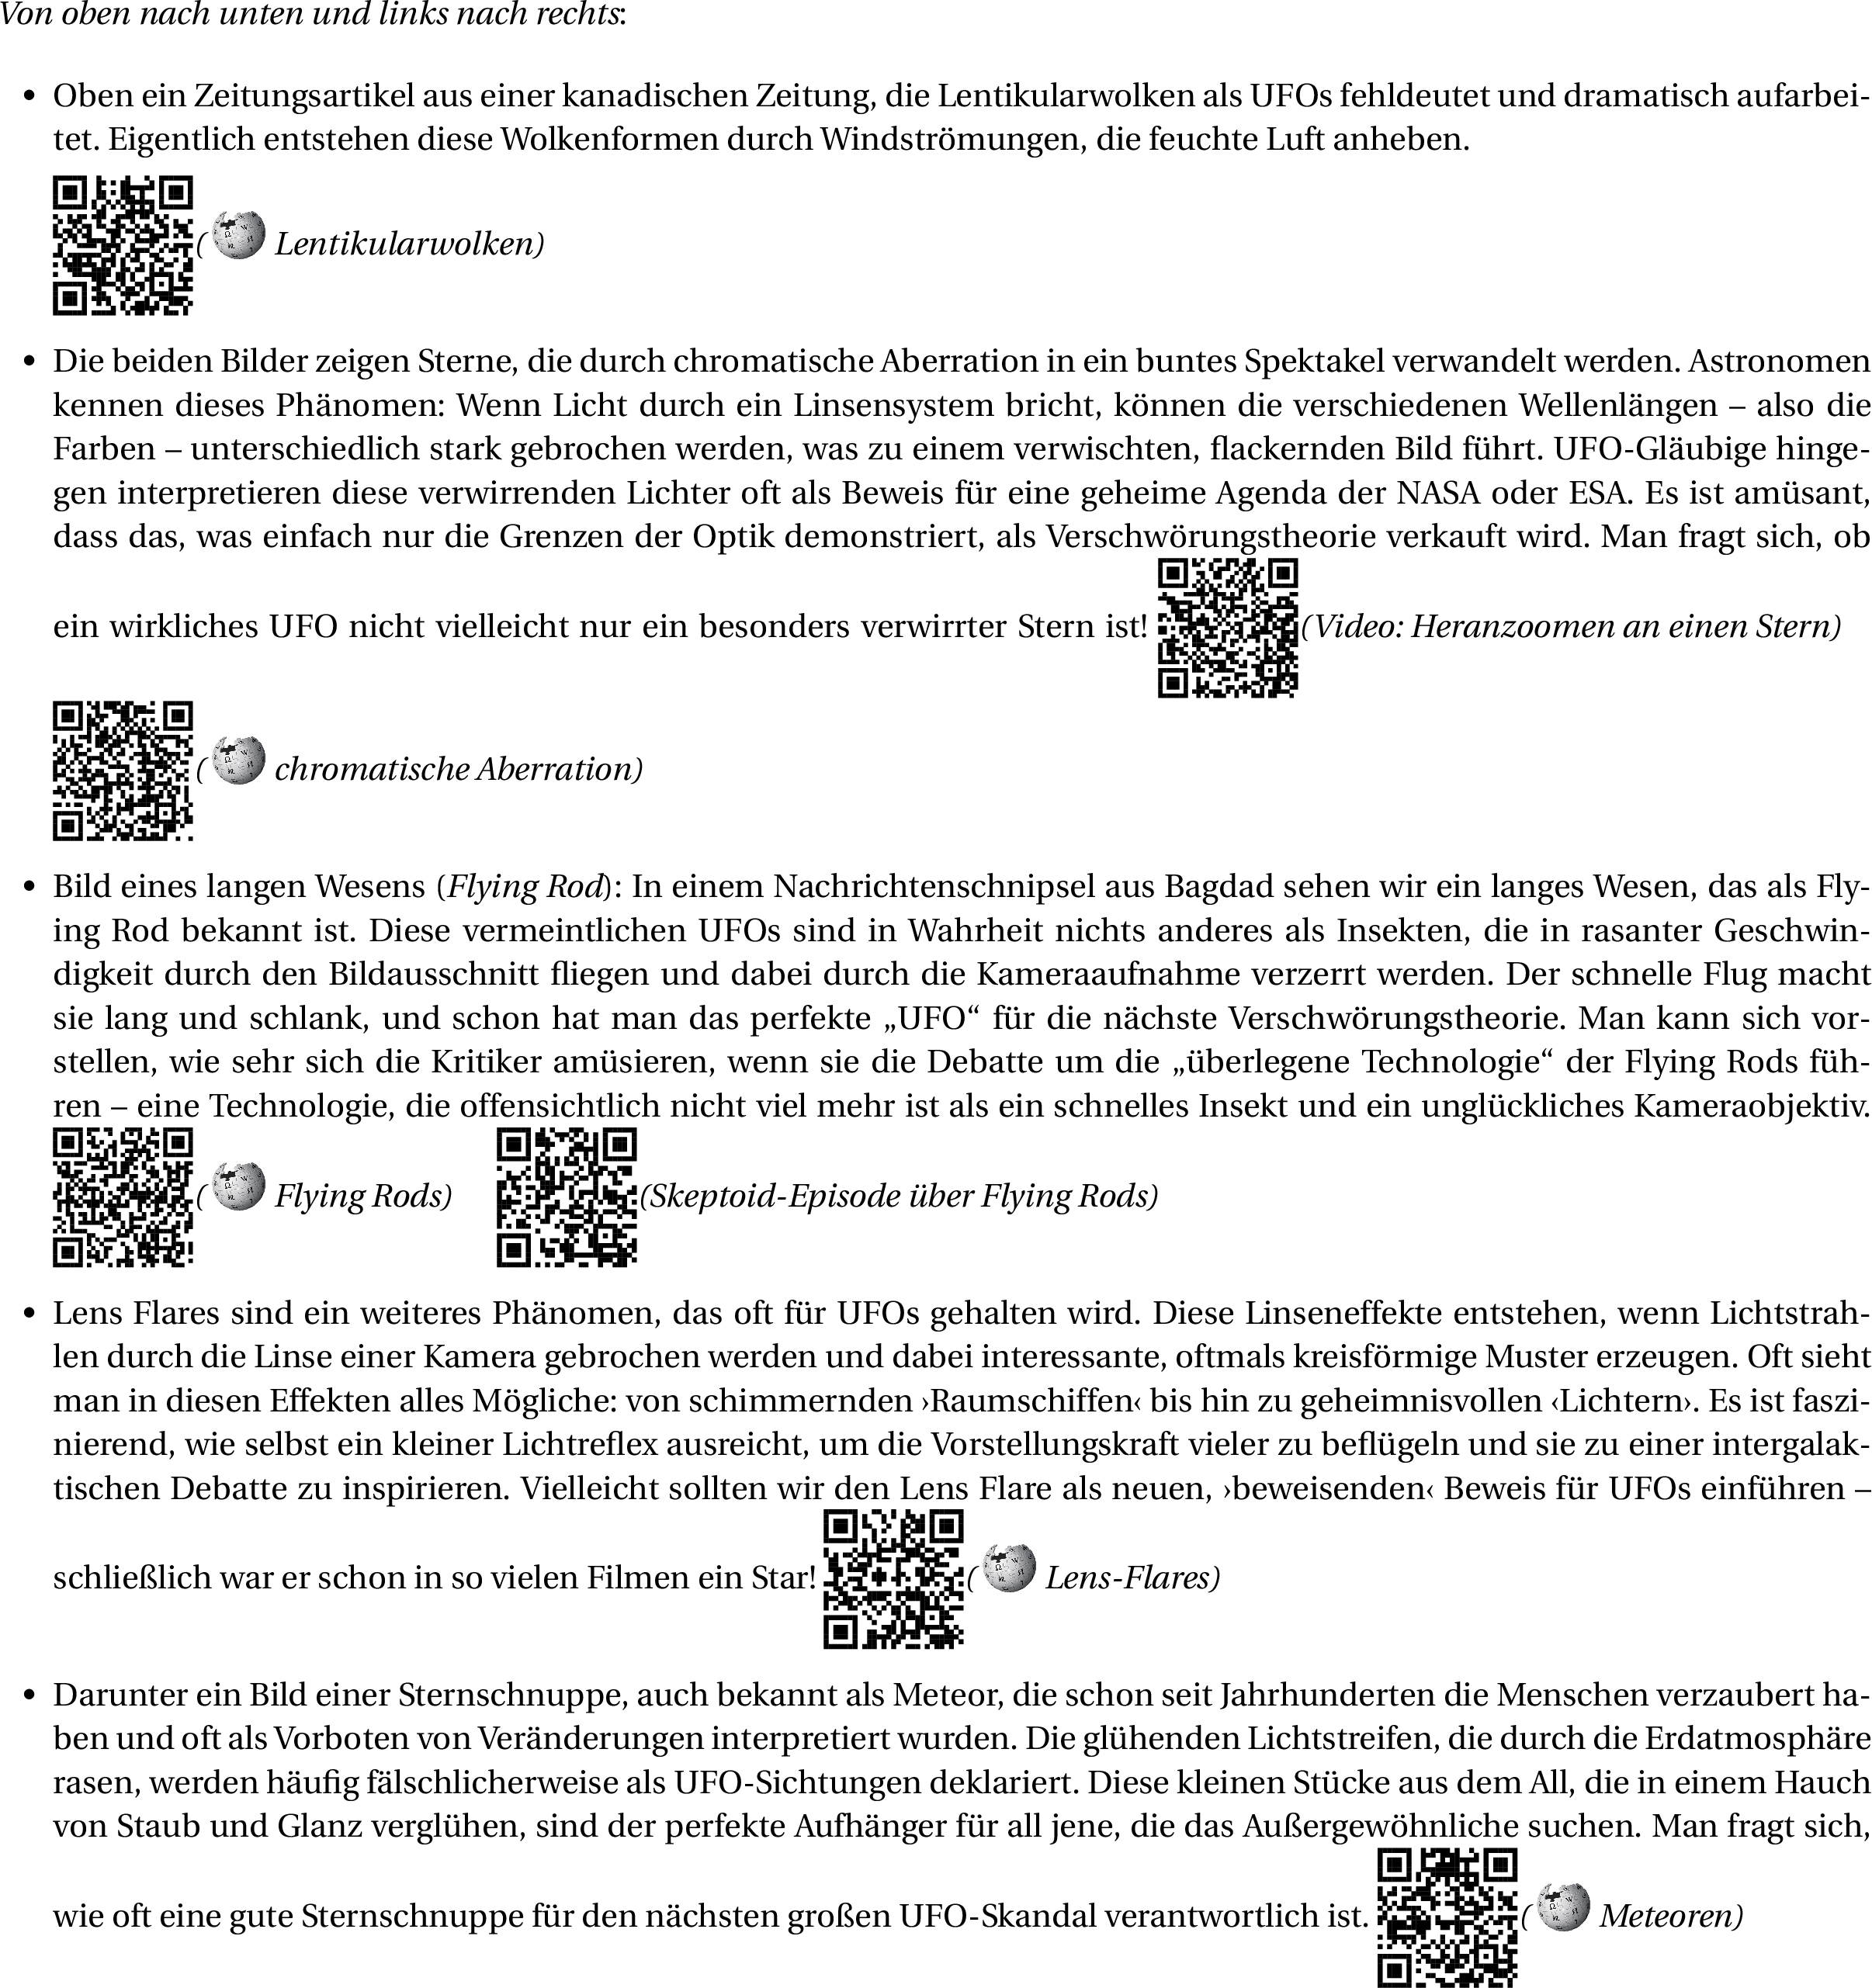 Von oben nach unten und links nach rechts:
• Oben ein Zeitungsartikel aus einer kanadischen Zeitung, die Lentikularwolken als UFOs fehldeutet und dramatisch aufarbei-
tet. Eigentlich entstehen diese Wolkenformen durch Windströmungen, die feuchte Luft anheben.
( Lentikularwolken)
• Die beiden Bilder zeigen Sterne, die durch chromatische Aberration in ein buntes Spektakel verwandelt werden. Astronomen
kennen dieses Phänomen: Wenn Licht durch ein Linsensystem bricht, können die verschiedenen Wellenlängen – also die
Farben – unterschiedlich stark gebrochen werden, was zu einem verwischten, flackernden Bild führt. UFO-Gläubige hinge-
gen interpretieren diese verwirrenden Lichter oft als Beweis für eine geheime Agenda der NASA oder ESA. Es ist amüsant,
dass das, was einfach nur die Grenzen der Optik demonstriert, als Verschwörungstheorie verkauft wird. Man fragt sich, ob
ein wirkliches UFO nicht vielleicht nur ein besonders verwirrter Stern ist! (Video: Heranzoomen an einen Stern)
( chromatische Aberration)
• Bild eines langen Wesens (Flying Rod): In einem Nachrichtenschnipsel aus Bagdad sehen wir ein langes Wesen, das als Fly-
ing Rod bekannt ist. Diese vermeintlichen UFOs sind in Wahrheit nichts anderes als Insekten, die in rasanter Geschwin-
digkeit durch den Bildausschnitt fliegen und dabei durch die Kameraaufnahme verzerrt werden. Der schnelle Flug macht
sie lang und schlank, und schon hat man das perfekte „UFO“ für die nächste Verschwörungstheorie. Man kann sich vor-
stellen, wie sehr sich die Kritiker amüsieren, wenn sie die Debatte um die „überlegene Technologie“ der Flying Rods füh-
ren – eine Technologie, die offensichtlich nicht viel mehr ist als ein schnelles Insekt und ein unglückliches Kameraobjektiv.
( Flying Rods) (Skeptoid-Episode über Flying Rods)
• Lens Flares sind ein weiteres Phänomen, das oft für UFOs gehalten wird. Diese Linseneffekte entstehen, wenn Lichtstrah-
len durch die Linse einer Kamera gebrochen werden und dabei interessante, oftmals kreisförmige Muster erzeugen. Oft sieht
man in diesen Effekten alles Mögliche: von schimmernden ›Raumschiffen‹ bis hin zu geheimnisvollen ‹Lichtern›. Es ist faszi-
nierend, wie selbst ein kleiner Lichtreflex ausreicht, um die Vorstellungskraft vieler zu beflügeln und sie zu einer intergalak-
tischen Debatte zu inspirieren. Vielleicht sollten wir den Lens Flare als neuen, ›beweisenden‹ Beweis für UFOs einführen –
schließlich war er schon in so vielen Filmen ein Star! ( Lens-Flares)
• Darunter ein Bild einer Sternschnuppe, auch bekannt als Meteor, die schon seit Jahrhunderten die Menschen verzaubert ha-
ben und oft als Vorboten von Veränderungen interpretiert wurden. Die glühenden Lichtstreifen, die durch die Erdatmosphäre
rasen, werden häufig fälschlicherweise als UFO-Sichtungen deklariert. Diese kleinen Stücke aus dem All, die in einem Hauch
von Staub und Glanz verglühen, sind der perfekte Aufhänger für all jene, die das Außergewöhnliche suchen. Man fragt sich,
wie oft eine gute Sternschnuppe für den nächsten großen UFO-Skandal verantwortlich ist. ( Meteoren)